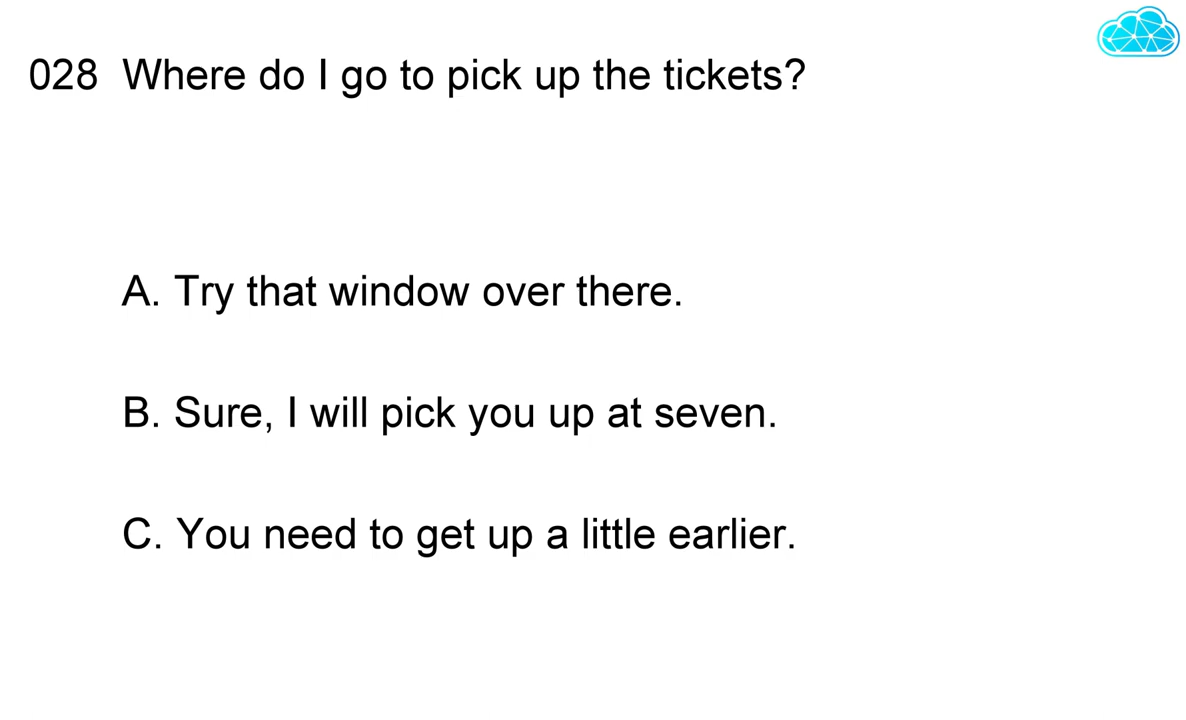 028 Where do I go to pick up the tickets?
A. Try that window over there.
B. Sure, I will pick you up at seven.
C. You need to get up a little earlier.